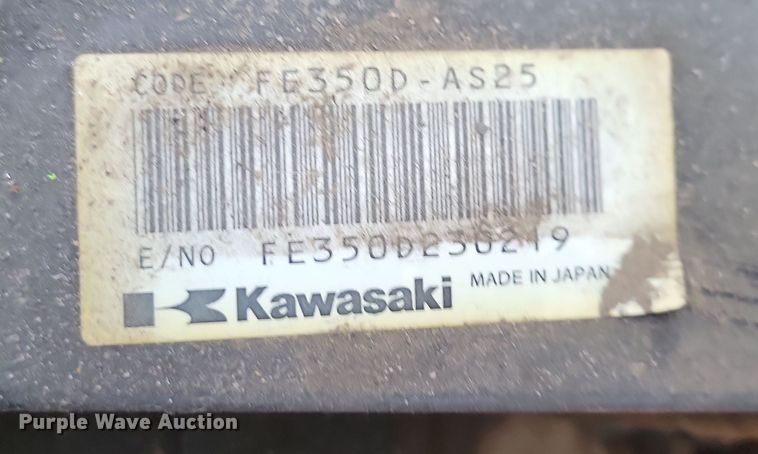 CODE FE350D-AS25
E/NO FE350D230219
Kawasaki MADE IN JAPAN
Purple Wave Auction